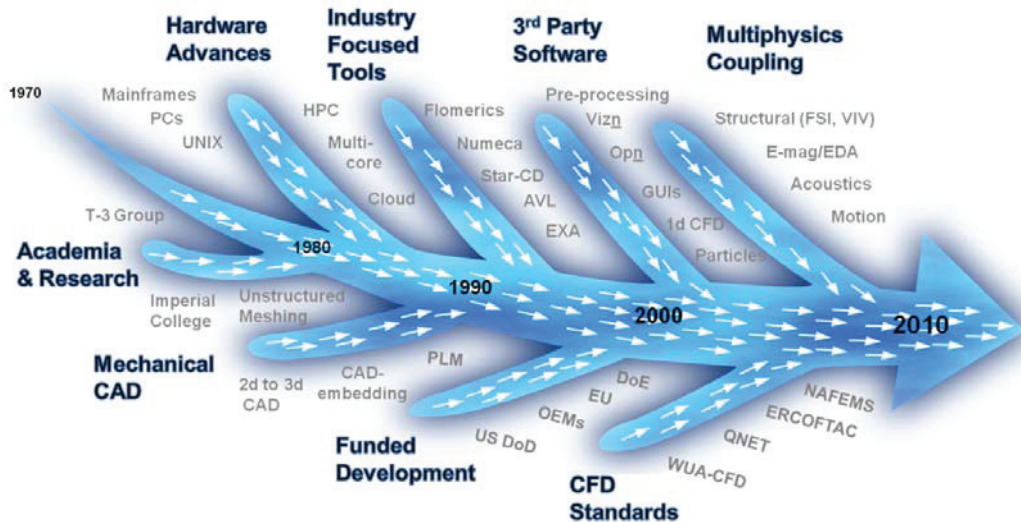 Hardware
Advances
Industry
Focused
Tools
3rd Party
Software
Multiphysics
Coupling
1970
Mainframes
PCs
UNIX
HPC
Multi-
core
Cloud
Flomerics
Numeca
Star-CD
AVL
EXA
Pre-processing
Vizn
Opn
GUIs
1d CFD
Particles
Structural (FSI, VIV)
E-mag/EDA
Acoustics
Motion
T-3 Group
Academia
& Research
Imperial
College
Unstructured
Meshing
1980
1990
2000
2010
Mechanical
CAD
2d to 3d
CAD
CAD-
embedding
PLM
Funded
Development
US DoD
OEMs
EU
DoE
CFD
Standards
WUA-CFD
QNET
ERCOFTAC
NAFEMS